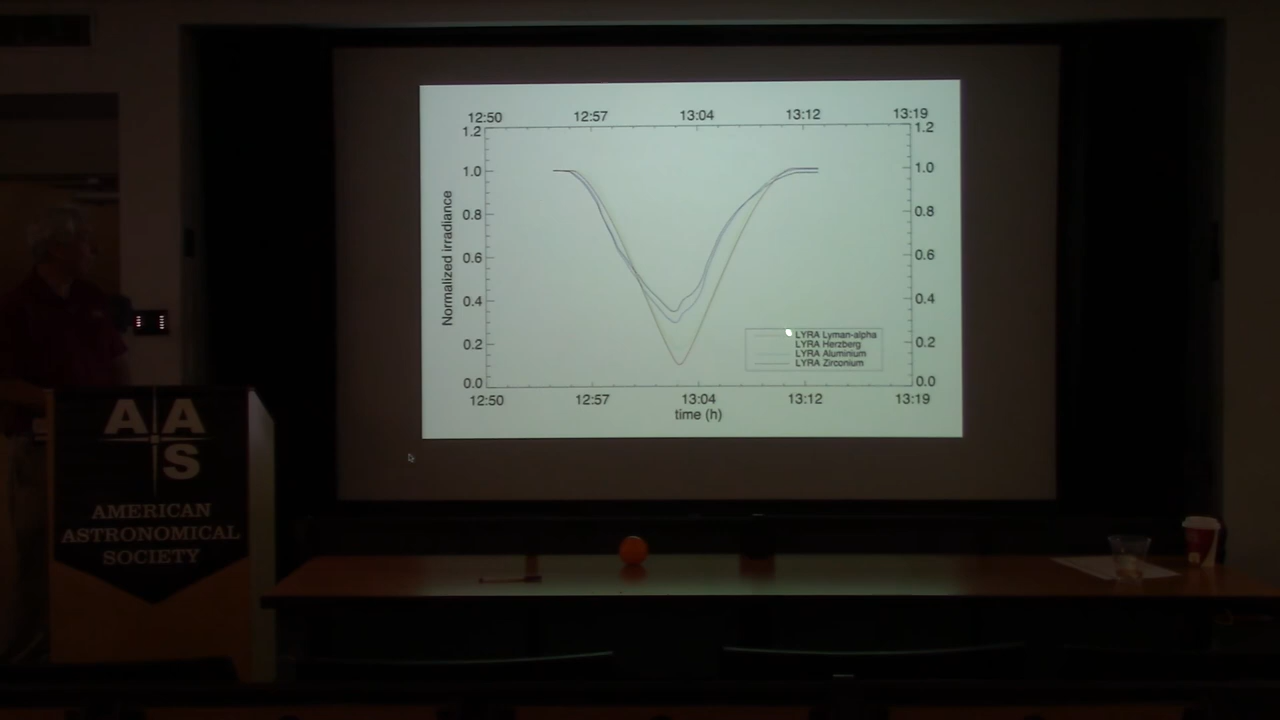 12:50 12:57 13:04 13:12 13:19
1.2 1.2
1.0 1.0
0.8 0.8
0.6 0.6
0.4 0.4
0.2 0.2
0.0 0.0
Normalized irradiance
LYRA Lyman-alpha
LYRA Herzberg
LYRA Aluminium
LYRA Zirconium
12:50 12:57 13:04 13:12 13:19
time (h)
AA
S
AMERICAN
ASTRONOMICAL
SOCIETY